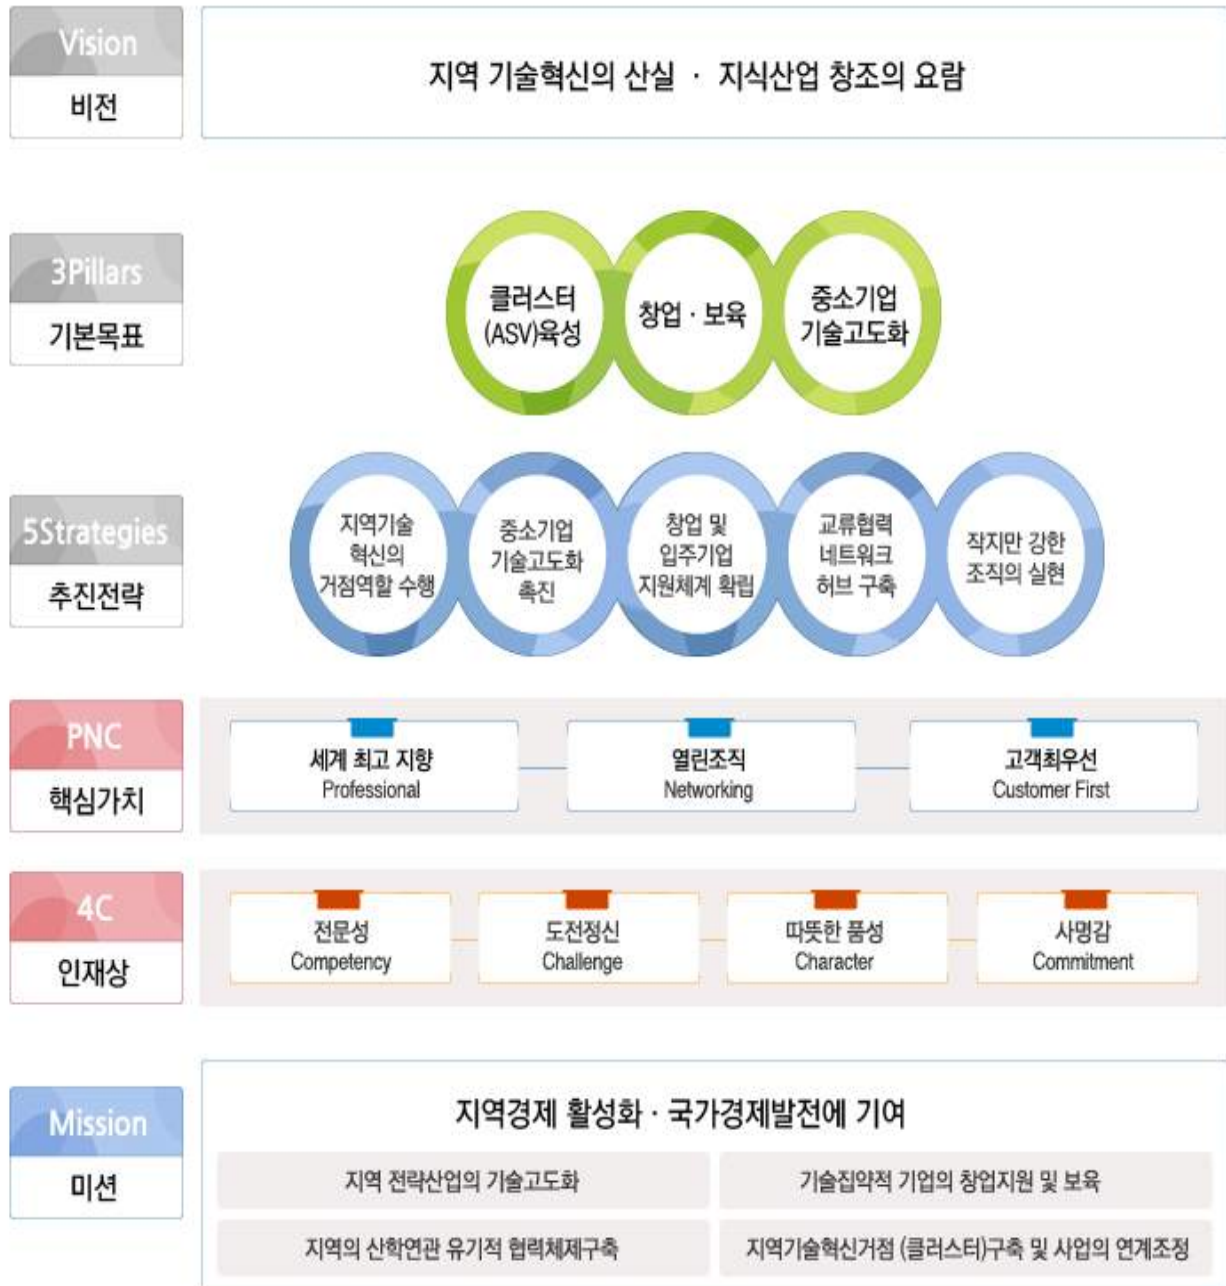 Vision
비전
지역 기술혁신의 산실 · 지식산업 창조의 요람
3Pillars
기본목표
클러스터
(ASV)육성
창업 · 보육
중소기업
기술고도화
5Strategies
추진전략
지역기술
혁신의
거점역할 수행
중소기업
기술고도화
촉진
창업 및
입주기업
지원체계 확립
교류협력
네트워크
허브 구축
작지만 강한
조직의 실현
PNC
핵심가치
세계 최고 지향
Professional
열린조직
Networking
고객최우선
Customer First
4C
인재상
전문성
Competency
도전정신
Challenge
따뜻한 품성
Character
사명감
Commitment
Mission
미션
지역경제 활성화 · 국가경제발전에 기여
지역 전략산업의 기술고도화
기술집약적 기업의 창업지원 및 보육
지역의 산학연관 유기적 협력체제구축
지역기술혁신거점 (클러스터)구축 및 사업의 연계조정